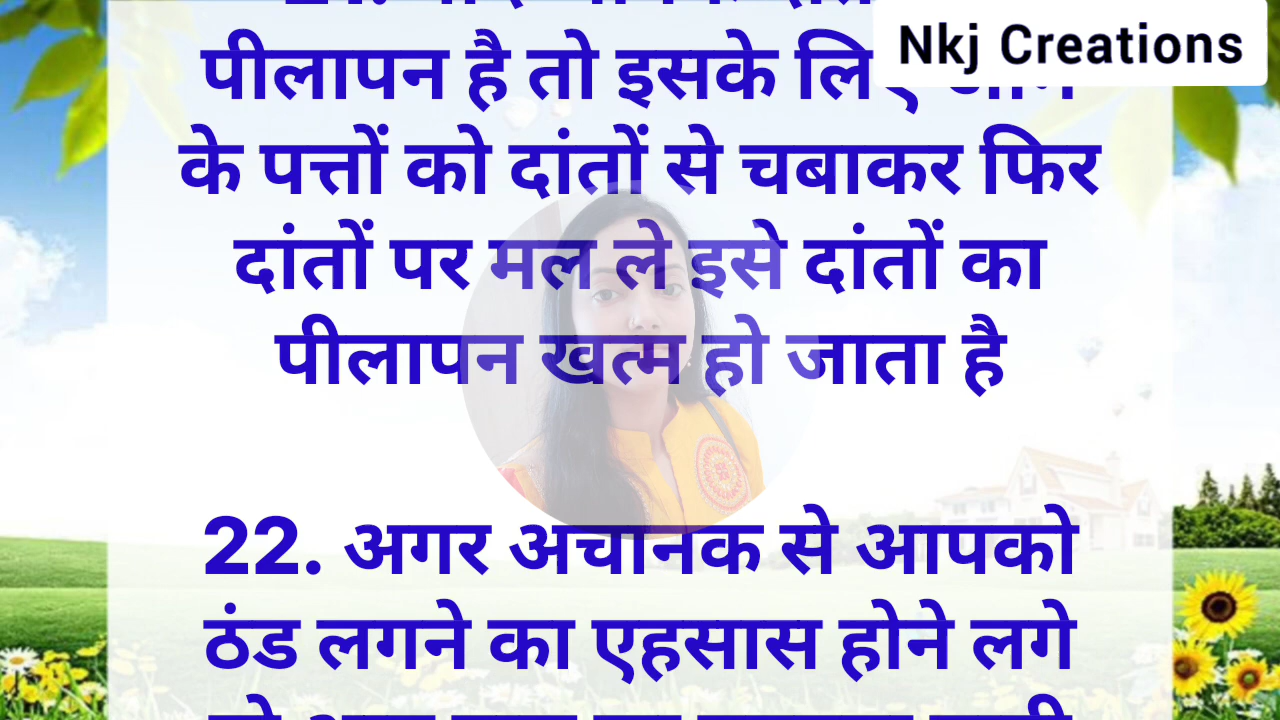 Nkj Creations
पीलापन है तो इसके लिए
के पत्तों को दांतों से चबाकर फिर
दांतों पर मल ले इसे दांतों का
पीलापन खत्म हो जाता है
22. अगर अचानक से आपको
ठंड लगने का एहसास होने लगे